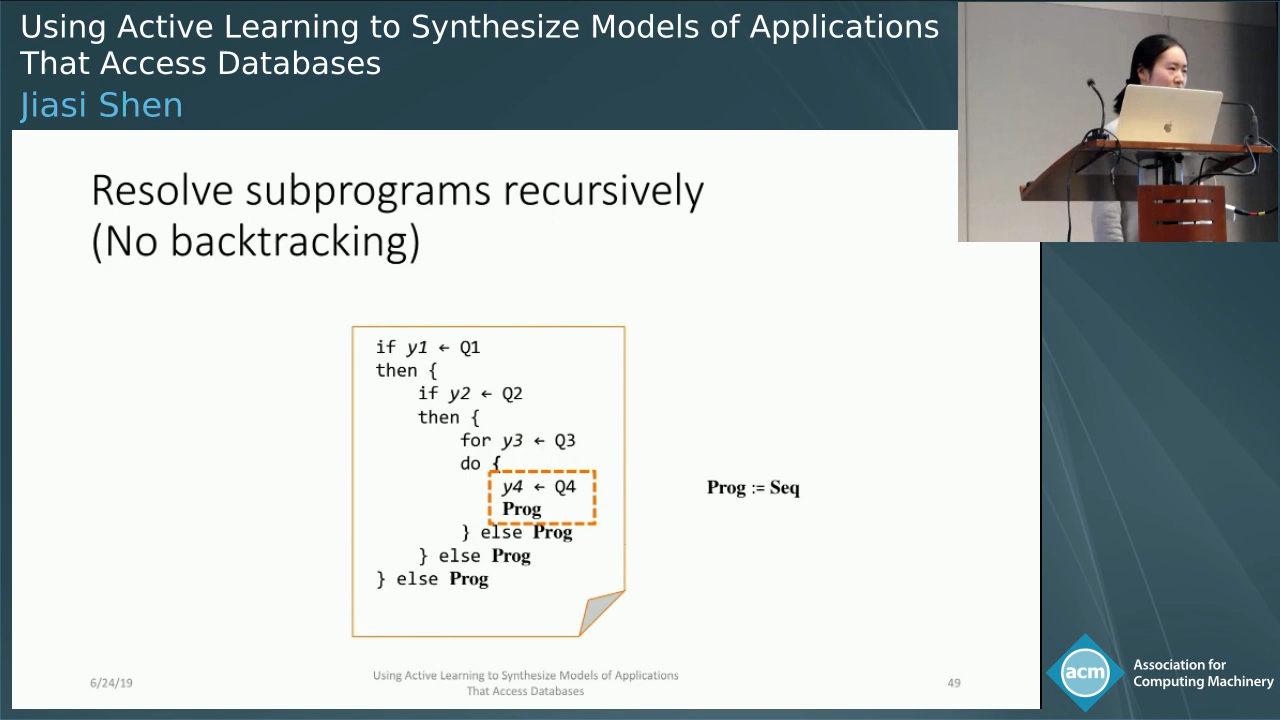 Using Active Learning to Synthesize Models of Applications
That Access Databases
Jiasi Shen
Resolve subprograms recursively
(No backtracking)
if y1 ← Q1
then {
if y2 ← Q2
then {
for y3 ← Q3
do {
y4 ← Q4
Prog
} else Prog
} else Prog
} else Prog
Prog := Seq
6/24/19
Using Active Learning to Synthesize Models of Applications
That Access Databases
49
acm
Association for
Computing Machinery